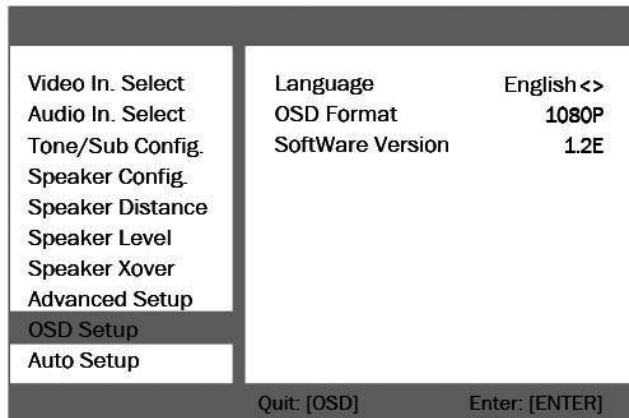 Video In. Select
Audio In. Select
Tone/Sub Config.
Speaker Config.
Speaker Distance
Speaker Level
Speaker Xover
Advanced Setup
OSD Setup
Auto Setup
Language English<>
OSD Format 1080P
SoftWare Version 1.2E
Quit: [OSD] Enter: [ENTER]